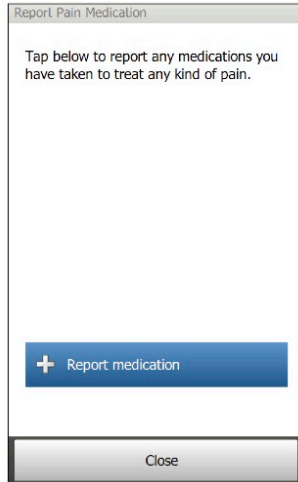 Report Pain Medication
Tap below to report any medications you
have taken to treat any kind of pain.
Report medication
Close